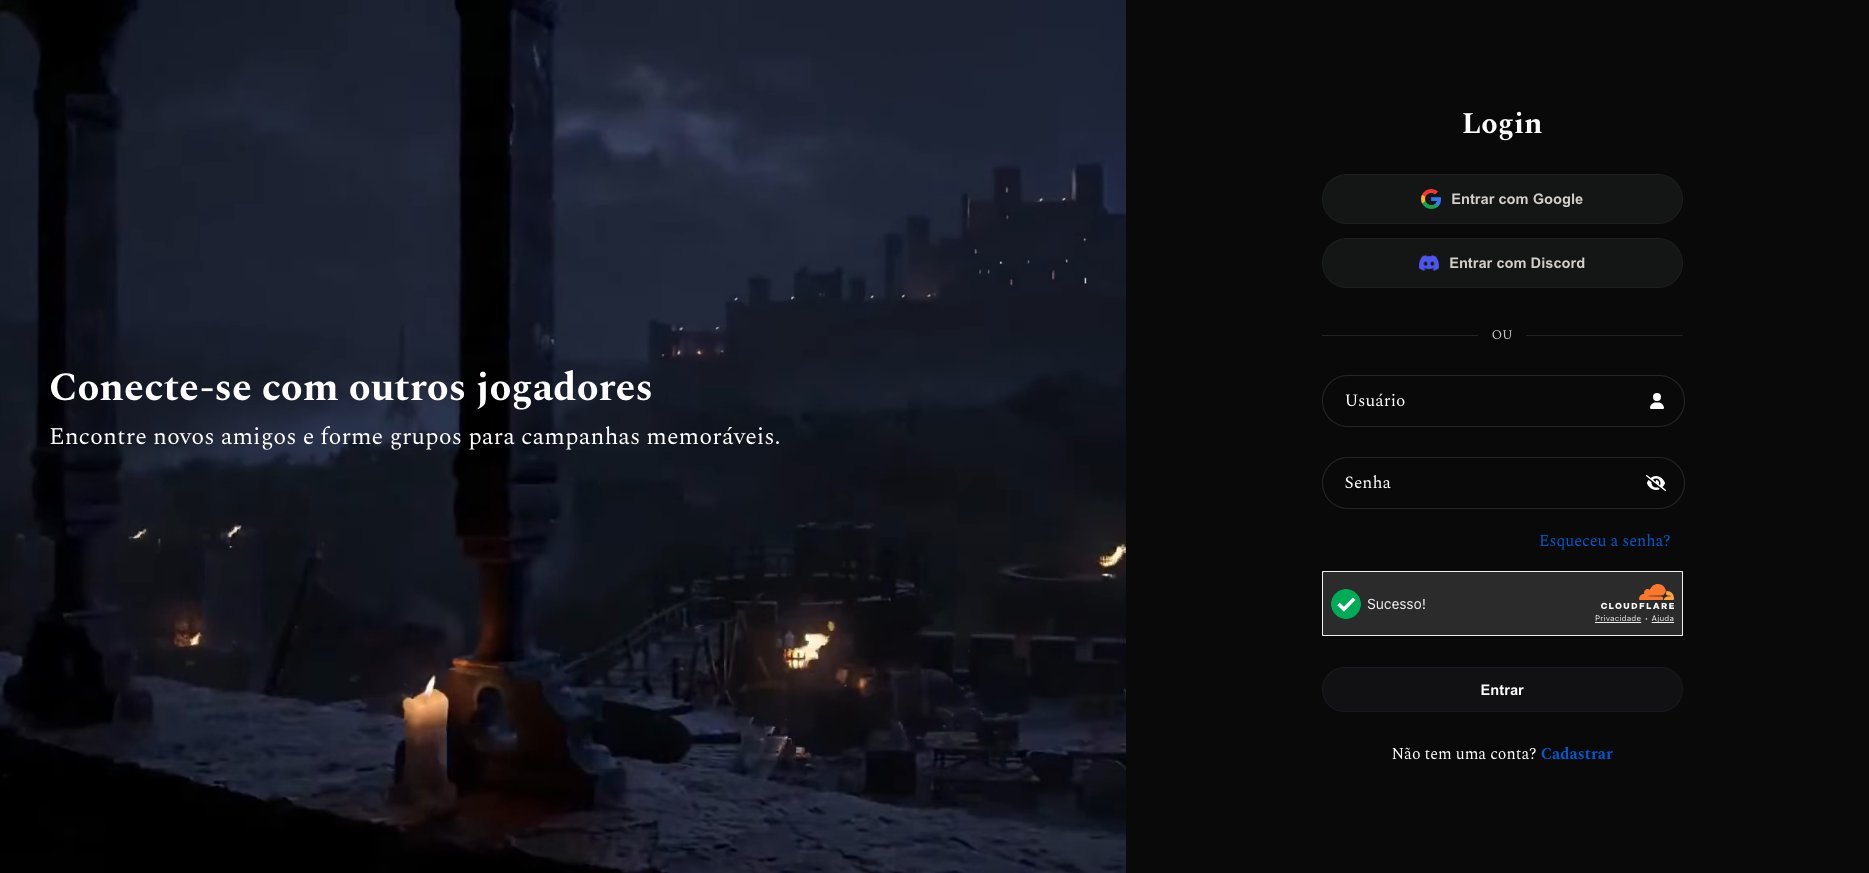 Conecte-se com outros jogadores
Encontre novos amigos e forme grupos para campanhas memoráveis.
Login
Entrar com Google
Entrar com Discord
OU
Usuário
Senha
Esqueceu a senha?
Sucesso!
CLOUDFLARE
Privacidade • Ajuda
Entrar
Não tem uma conta? Cadastrar